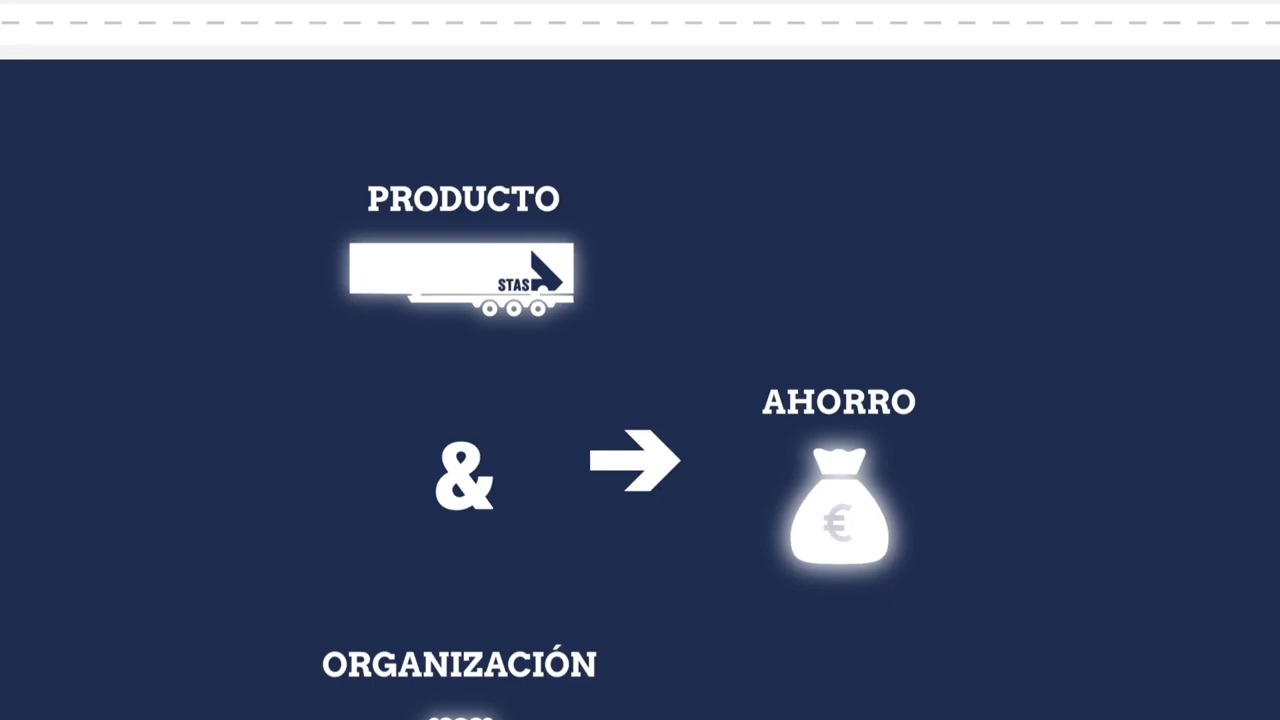 PRODUCTO
STAS
&
AHORRO
€
ORGANIZACIÓN